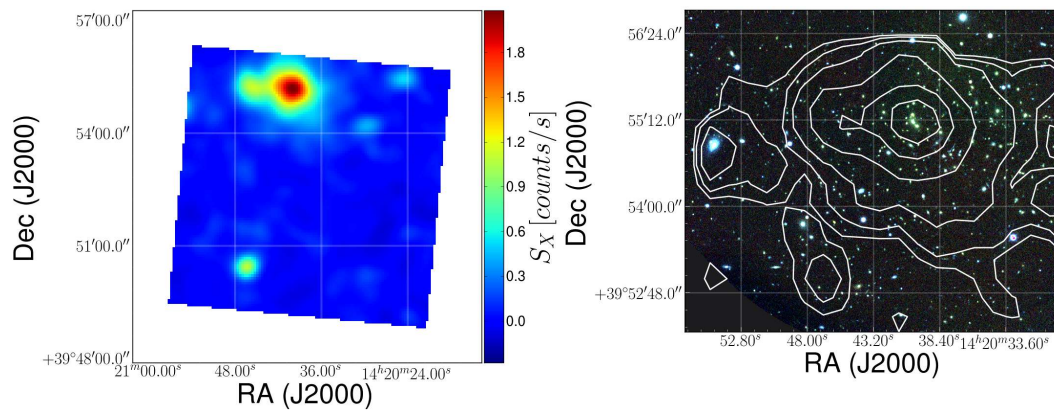 57′00.0″
54′00.0″
51′00.0″
+39°48′00.0″
Dec (J2000)
21ᵐ00.00ˢ
48.00ˢ
36.00ˢ
14ʰ20ᵐ24.00ˢ
RA (J2000)
1.8
1.5
1.2
0.9
0.6
0.3
0.0
S_X [counts/s]
56′24.0″
55′12.0″
54′00.0″
+39°52′48.0″
Dec (J2000)
52.80ˢ
48.00ˢ
43.20ˢ
38.40ˢ
14ʰ20ᵐ33.60ˢ
RA (J2000)